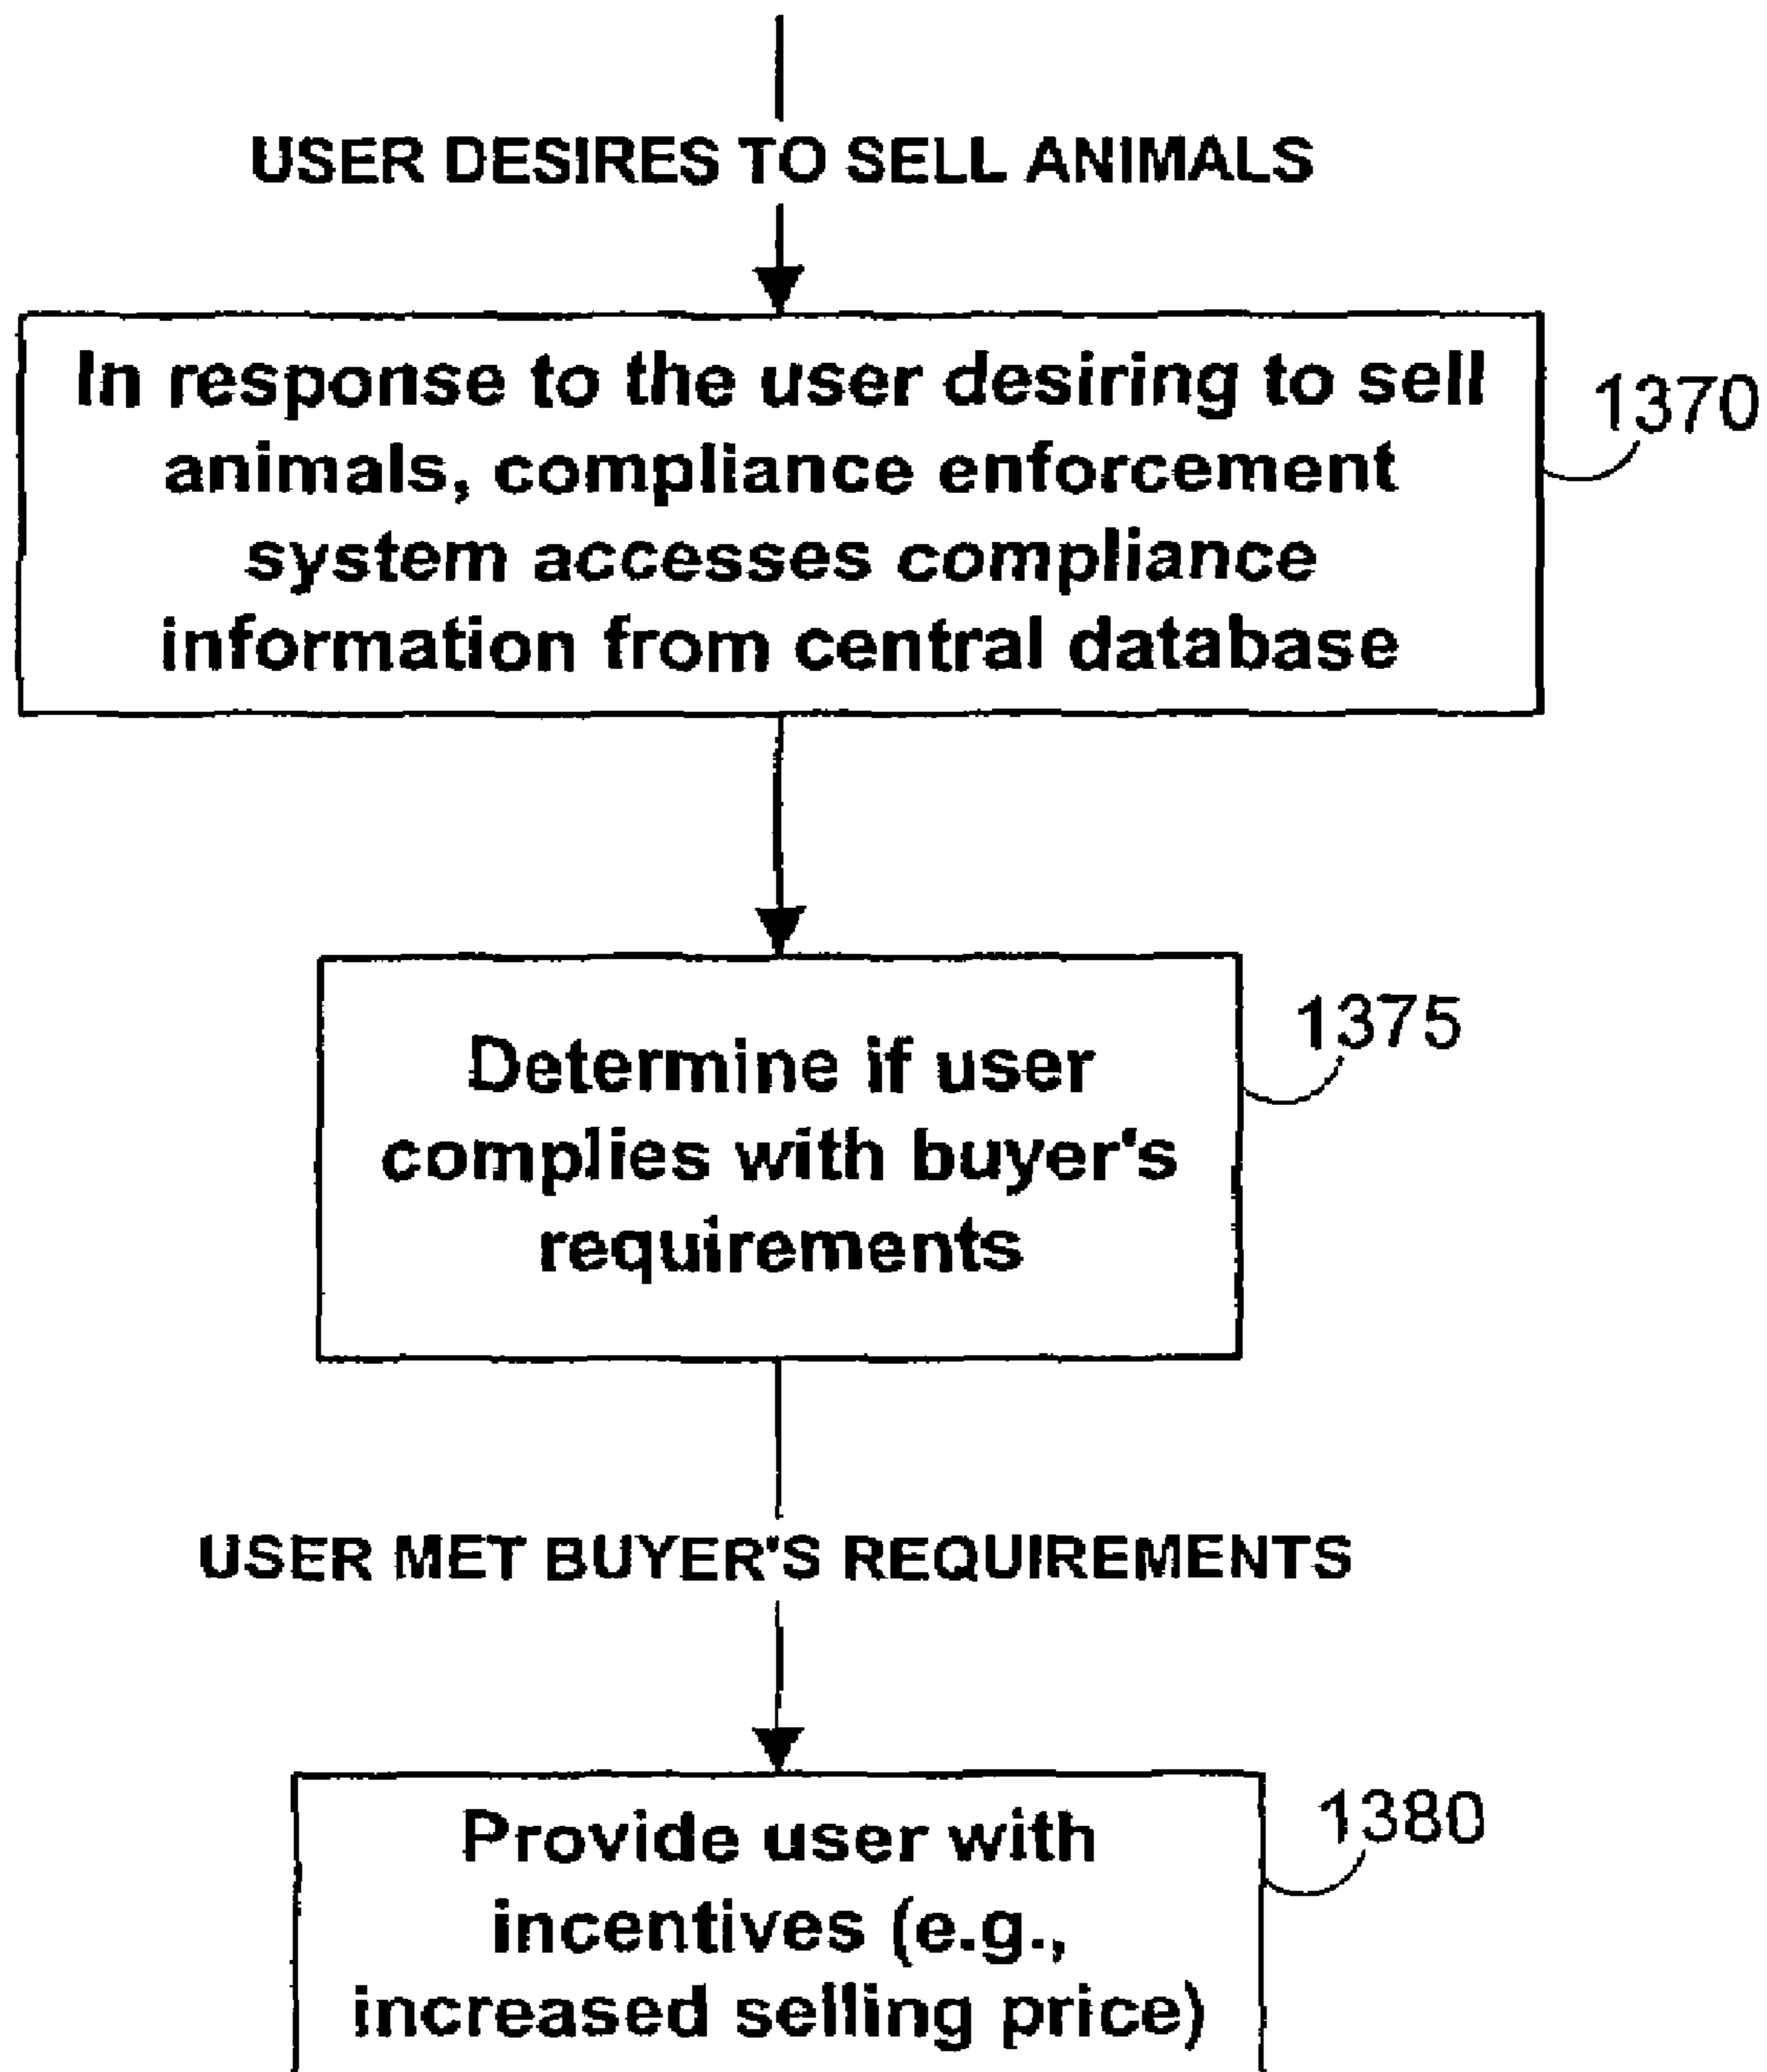 USER DESIRES TO SELL ANIMALS
In response to the user desiring to sell
animals, compliance enforcement
system accesses compliance
information from central database
1370
Determine if user
complies with buyer's
requirements
1375
USER MET BUYER'S REQUIREMENTS
Provide user with
incentives (e.g.,
increased selling price)
1380